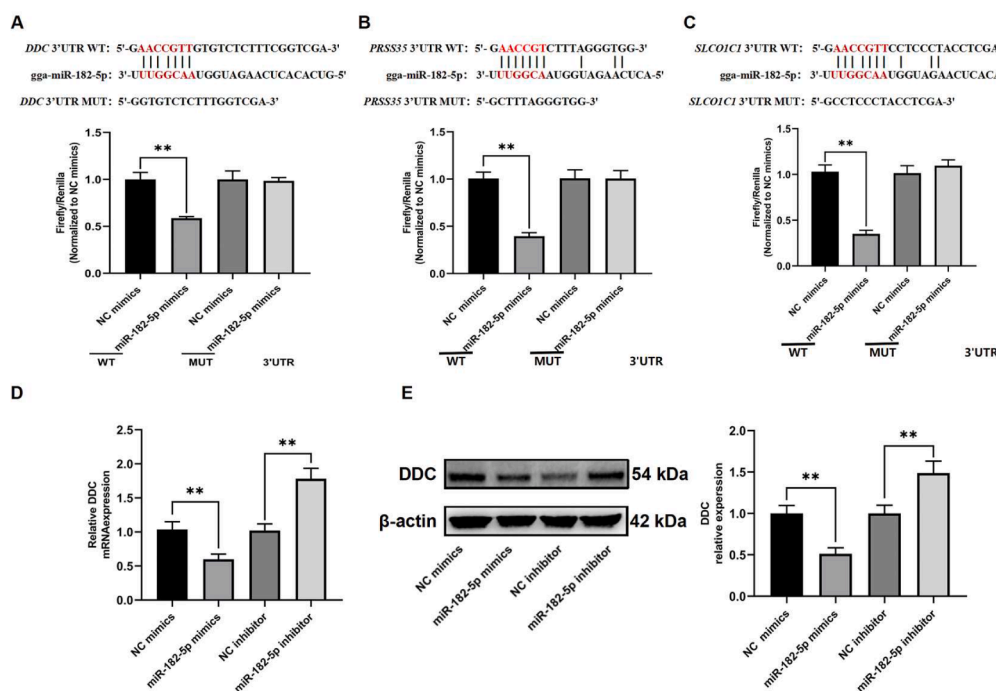 A
DDC 3'UTR WT: 5'-GAACCGTTGTGTCTCTTTCGGTCGA-3'
gga-miR-182-5p: 3'-UUUGGCAAUGGUAGAACUCACACUG-5'
DDC 3'UTR MUT: 5'-GGTGTCTCTTTGGTCGA-3'
Firefly/Renilla
(Normalized to NC mimics)
1.5
1.0
0.5
0.0
**
NC mimics
miR-182-5p mimics
NC mimics
miR-182-5p mimics
WT
MUT
3'UTR
B
PRSS35 3'UTR WT: 5'-GAACCGTCTTTAGGGTGG-3'
gga-miR-182-5p: 3'-UUUGGCAAUGGUAGAACUCA-5'
PRSS35 3'UTR MUT: 5'-GCTTTAGGGTGG-3'
Firefly/Renilla
(Normalized to NC mimics)
1.5
1.0
0.5
0.0
**
NC mimics
miR-182-5p mimics
NC mimics
miR-182-5p mimics
WT
MUT
3'UTR
C
SLCO1C1 3'UTR WT: 5'-GAACCGTTCCTCCCTACCTCGA
gga-miR-182-5p: 3'-UUUGGCAAUGGUAGAACUCACA
SLCO1C1 3'UTR MUT: 5'-GCCTCCCTACCTCGA-3'
Firefly/Renilla
(Normalized to NC mimics)
1.5
1.0
0.5
0.0
**
NC mimics
miR-182-5p mimics
NC mimics
miR-182-5p mimics
WT
MUT
3'UTR
D
Relative DDC
mRNAexpression
2.5
2.0
1.5
1.0
0.5
0.0
**
**
NC mimics
miR-182-5p mimics
NC inhibitor
miR-182-5p inhibitor
E
DDC
54 kDa
β-actin
42 kDa
NC mimics
miR-182-5p mimics
NC inhibitor
miR-182-5p inhibitor
DDC
relative experssion
2.0
1.5
1.0
0.5
0.0
**
**
NC mimics
miR-182-5p mimics
NC inhibitor
miR-182-5p inhibitor